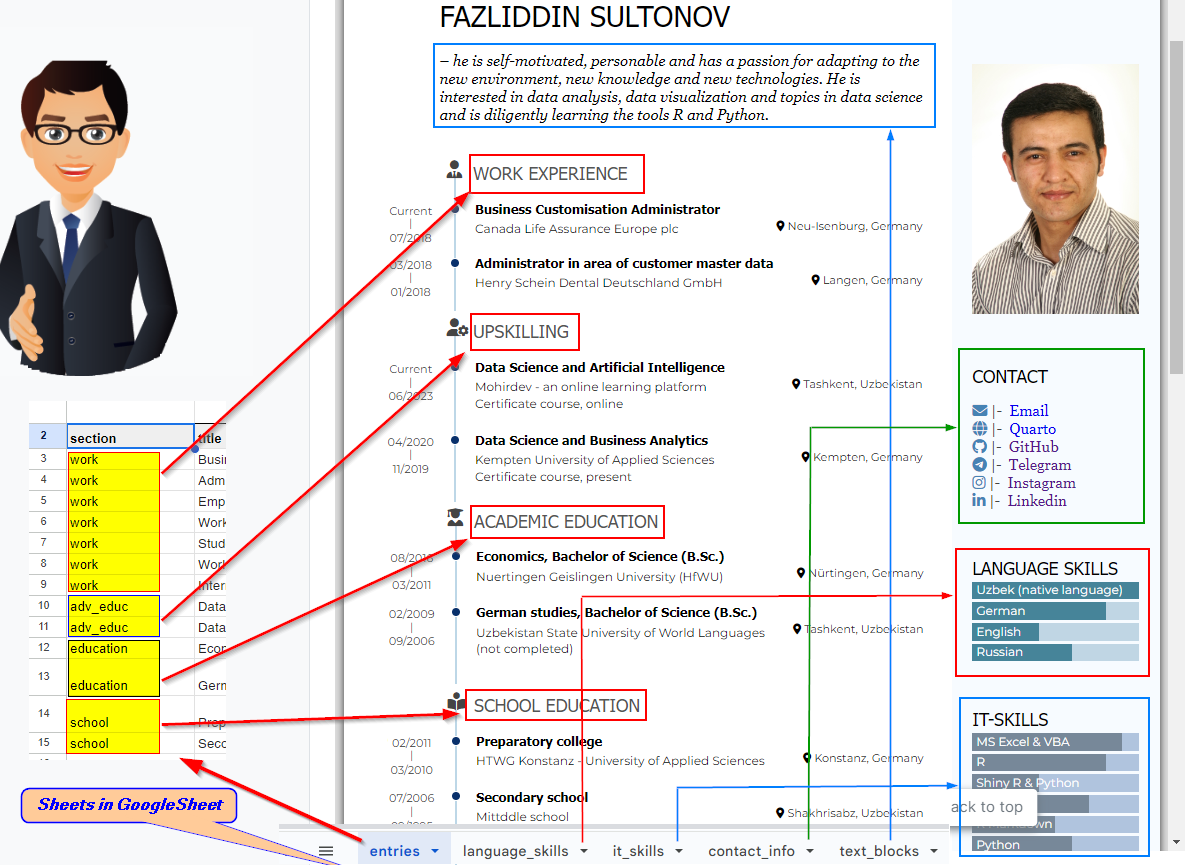 FAZLIDDIN SULTONOV
– he is self-motivated, personable and has a passion for adapting to the
new environment, new knowledge and new technologies. He is
interested in data analysis, data visualization and topics in data science
and is diligently learning the tools R and Python.
WORK EXPERIENCE
Current
07/2018
Business Customisation Administrator
Canada Life Assurance Europe plc
Neu-Isenburg, Germany
03/2018
01/2018
Administrator in area of customer master data
Henry Schein Dental Deutschland GmbH
Langen, Germany
UPSKILLING
Current
06/2023
Data Science and Artificial Intelligence
Mohirdev - an online learning platform
Certificate course, online
Tashkent, Uzbekistan
04/2020
11/2019
Data Science and Business Analytics
Kempten University of Applied Sciences
Certificate course, present
Kempten, Germany
ACADEMIC EDUCATION
08/2016
03/2011
Economics, Bachelor of Science (B.Sc.)
Nuertingen Geislingen University (HfWU)
Nürtingen, Germany
02/2009
09/2006
German studies, Bachelor of Science (B.Sc.)
Uzbekistan State University of World Languages
(not completed)
Tashkent, Uzbekistan
SCHOOL EDUCATION
02/2011
03/2010
Preparatory college
HTWG Konstanz - University of Applied Sciences
Konstanz, Germany
07/2006
Secondary school
Mittddle school
Shakhrisabz, Uzbekistan
CONTACT
|- Email
|- Quarto
|- GitHub
|- Telegram
|- Instagram
|- Linkedin
LANGUAGE SKILLS
Uzbek (native language)
German
English
Russian
IT-SKILLS
MS Excel & VBA
R
Shiny R & Python
ack to top
Python
2 section title
3 work Busi
4 work Adm
5 work Emp
6 work Work
7 work Stud
8 work Worl
9 work Inter
10 adv_educ Data
11 adv_educ Data
12 education Ecor
13 education Gern
14 school Prep
15 school Seco
Sheets in GoogleSheet
entries language_skills it_skills contact_info text_blocks